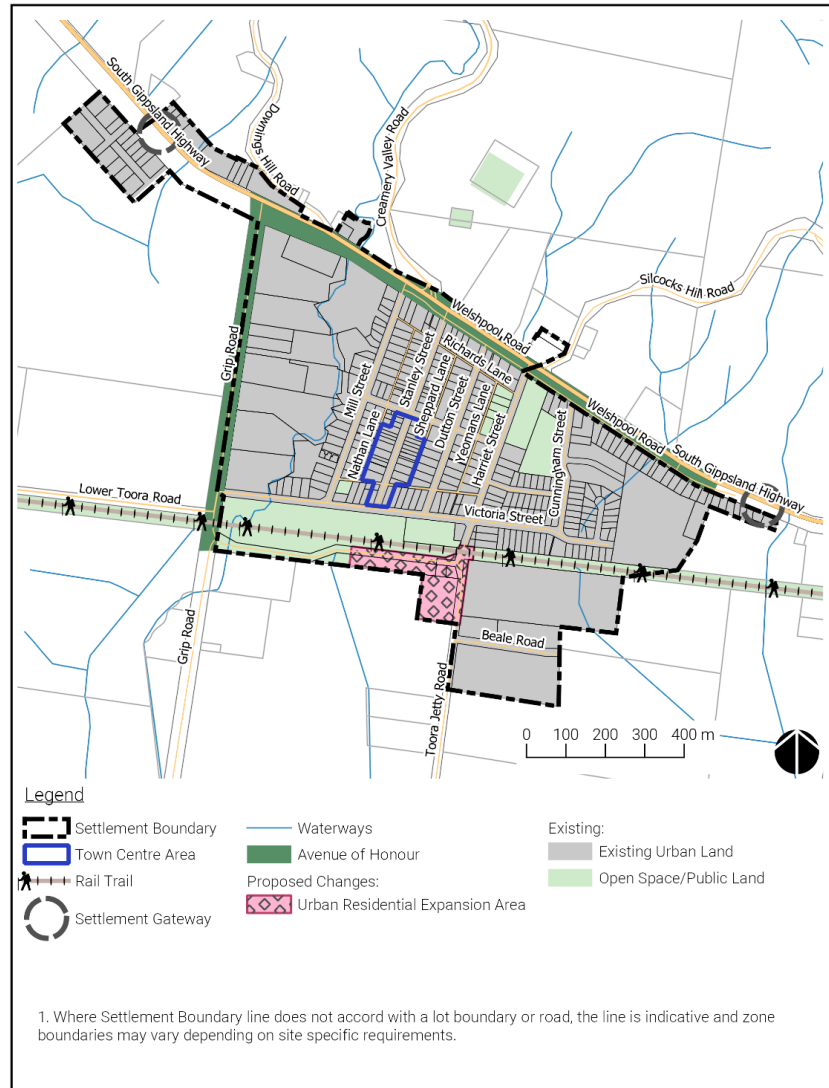 South Gippsland Highway
Downings Hill Road
Creamery Valley Road
Silcocks Hill Road
Welshpool Road
Richards Lane
Grip Road
Mill Street
Stanley Street
Sheppard Lane
Nathan Lane
Dutton Street
Yeomans Lane
Harriet Street
Cunningham Street
Welshpool Road
South Gippsland Highway
Lower Toora Road
Victoria Street
Grip Road
Beale Road
Toora Jetty Road
0 100 200 300 400 m
Legend
Settlement Boundary
Town Centre Area
Rail Trail
Settlement Gateway
Waterways
Avenue of Honour
Proposed Changes:
Urban Residential Expansion Area
Existing:
Existing Urban Land
Open Space/Public Land
1. Where Settlement Boundary line does not accord with a lot boundary or road, the line is indicative and zone
boundaries may vary depending on site specific requirements.